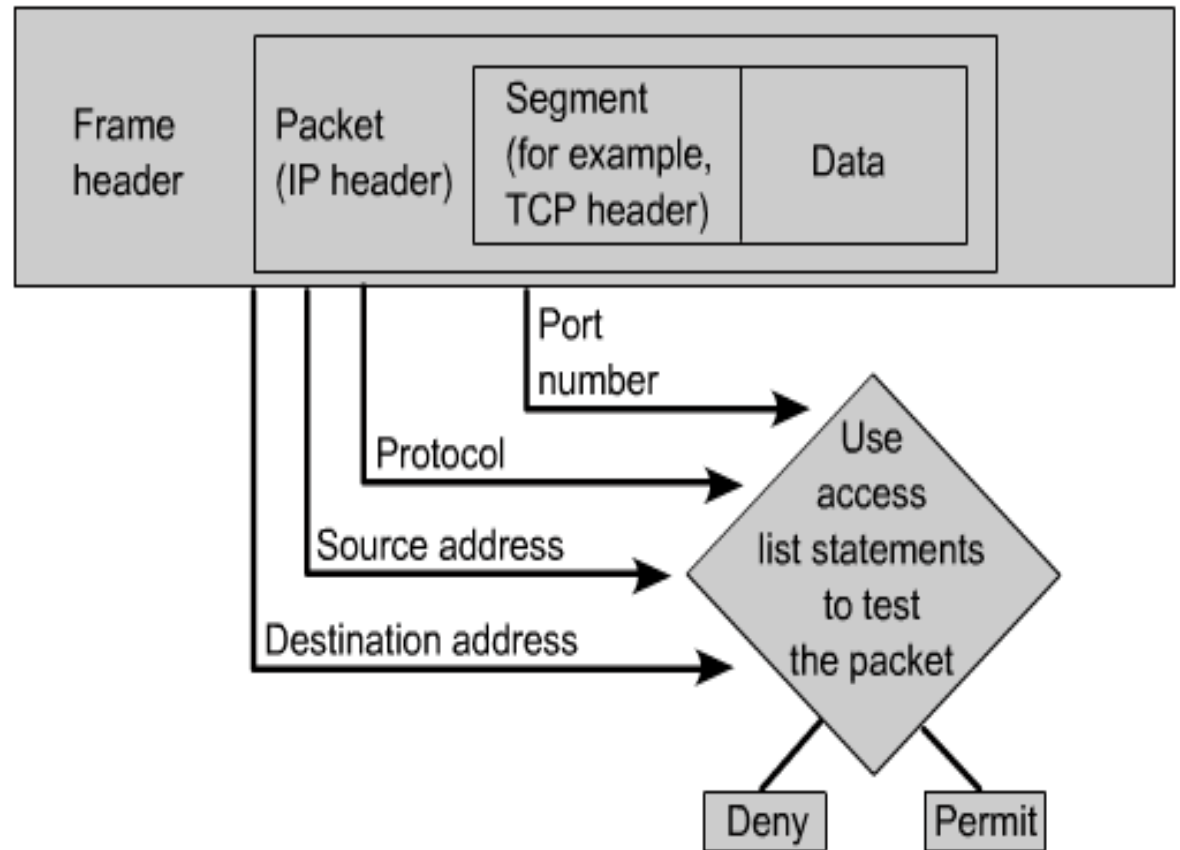 Frame
header
Packet
(IP header)
Segment
(for example,
TCP header)
Data
Port
number
Protocol
Source address
Destination address
Use
access
list statements
to test
the packet
Deny
Permit